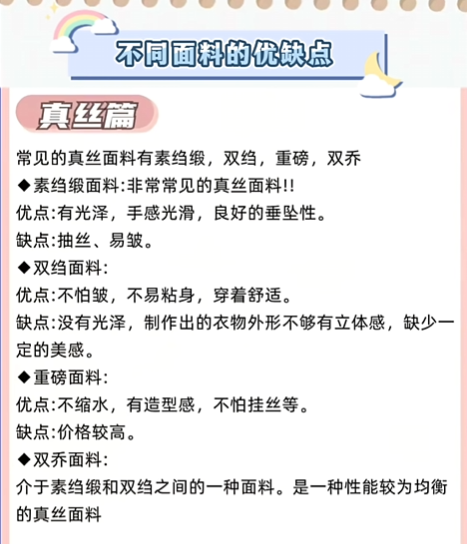 不同面料的优缺点
真丝篇
常见的真丝面料有素绉缎，双绉，重磅，双乔
◆素绉缎面料:非常常见的真丝面料!!
优点:有光泽，手感光滑，良好的垂坠性。
缺点:抽丝、易皱。
◆双绉面料:
优点:不怕皱，不易粘身，穿着舒适。
缺点:没有光泽，制作出的衣物外形不够有立体感，缺少一
定的美感。
◆重磅面料:
优点:不缩水，有造型感，不怕挂丝等。
缺点:价格较高。
◆双乔面料:
介于素绉缎和双绉之间的一种面料。是一种性能较为均衡
的真丝面料